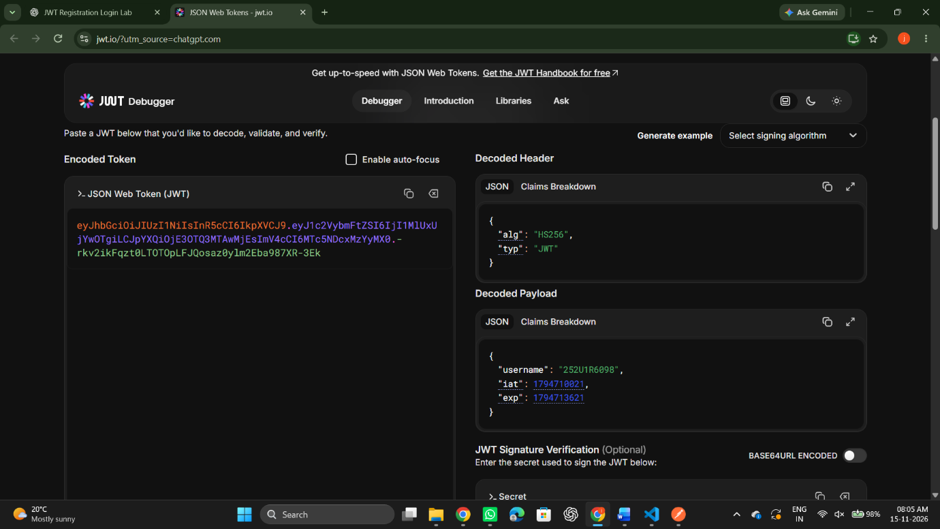 JWT Registration Login Lab
JSON Web Tokens - jwt.io
Ask Gemini
jwt.io/?utm_source=chatgpt.com
i
Get up-to-speed with JSON Web Tokens. Get the JWT Handbook for free
JWT Debugger
Debugger
Introduction
Libraries
Ask
Paste a JWT below that you'd like to decode, validate, and verify.
Generate example
Select signing algorithm
Encoded Token
Enable auto-focus
JSON Web Token (JWT)
eyJhbGciOiJIUzI1NiIsInR5cCI6IkpXVCJ9.eyJ1c2VybmFtZSI6IjI1MlUxU
jYwOTgiLCJpYXQiOjE3OTQ3MTAwMjEsImV4cCI6MTc5NDcxMzYyMX0.-
rkv2ikFqzt0LTOTOpLFJQosaz0ylm2Eba987XR-3Ek
Decoded Header
JSON
Claims Breakdown
{
"alg": "HS256",
"typ": "JWT"
}
Decoded Payload
JSON
Claims Breakdown
{
"username": "252U1R6098",
"iat": 1794710021,
"exp": 1794713621
}
JWT Signature Verification (Optional)
Enter the secret used to sign the JWT below:
BASE64URL ENCODED
Secret
20°C
Mostly sunny
Search
ENG
IN
98%
08:05 AM
15-11-2026